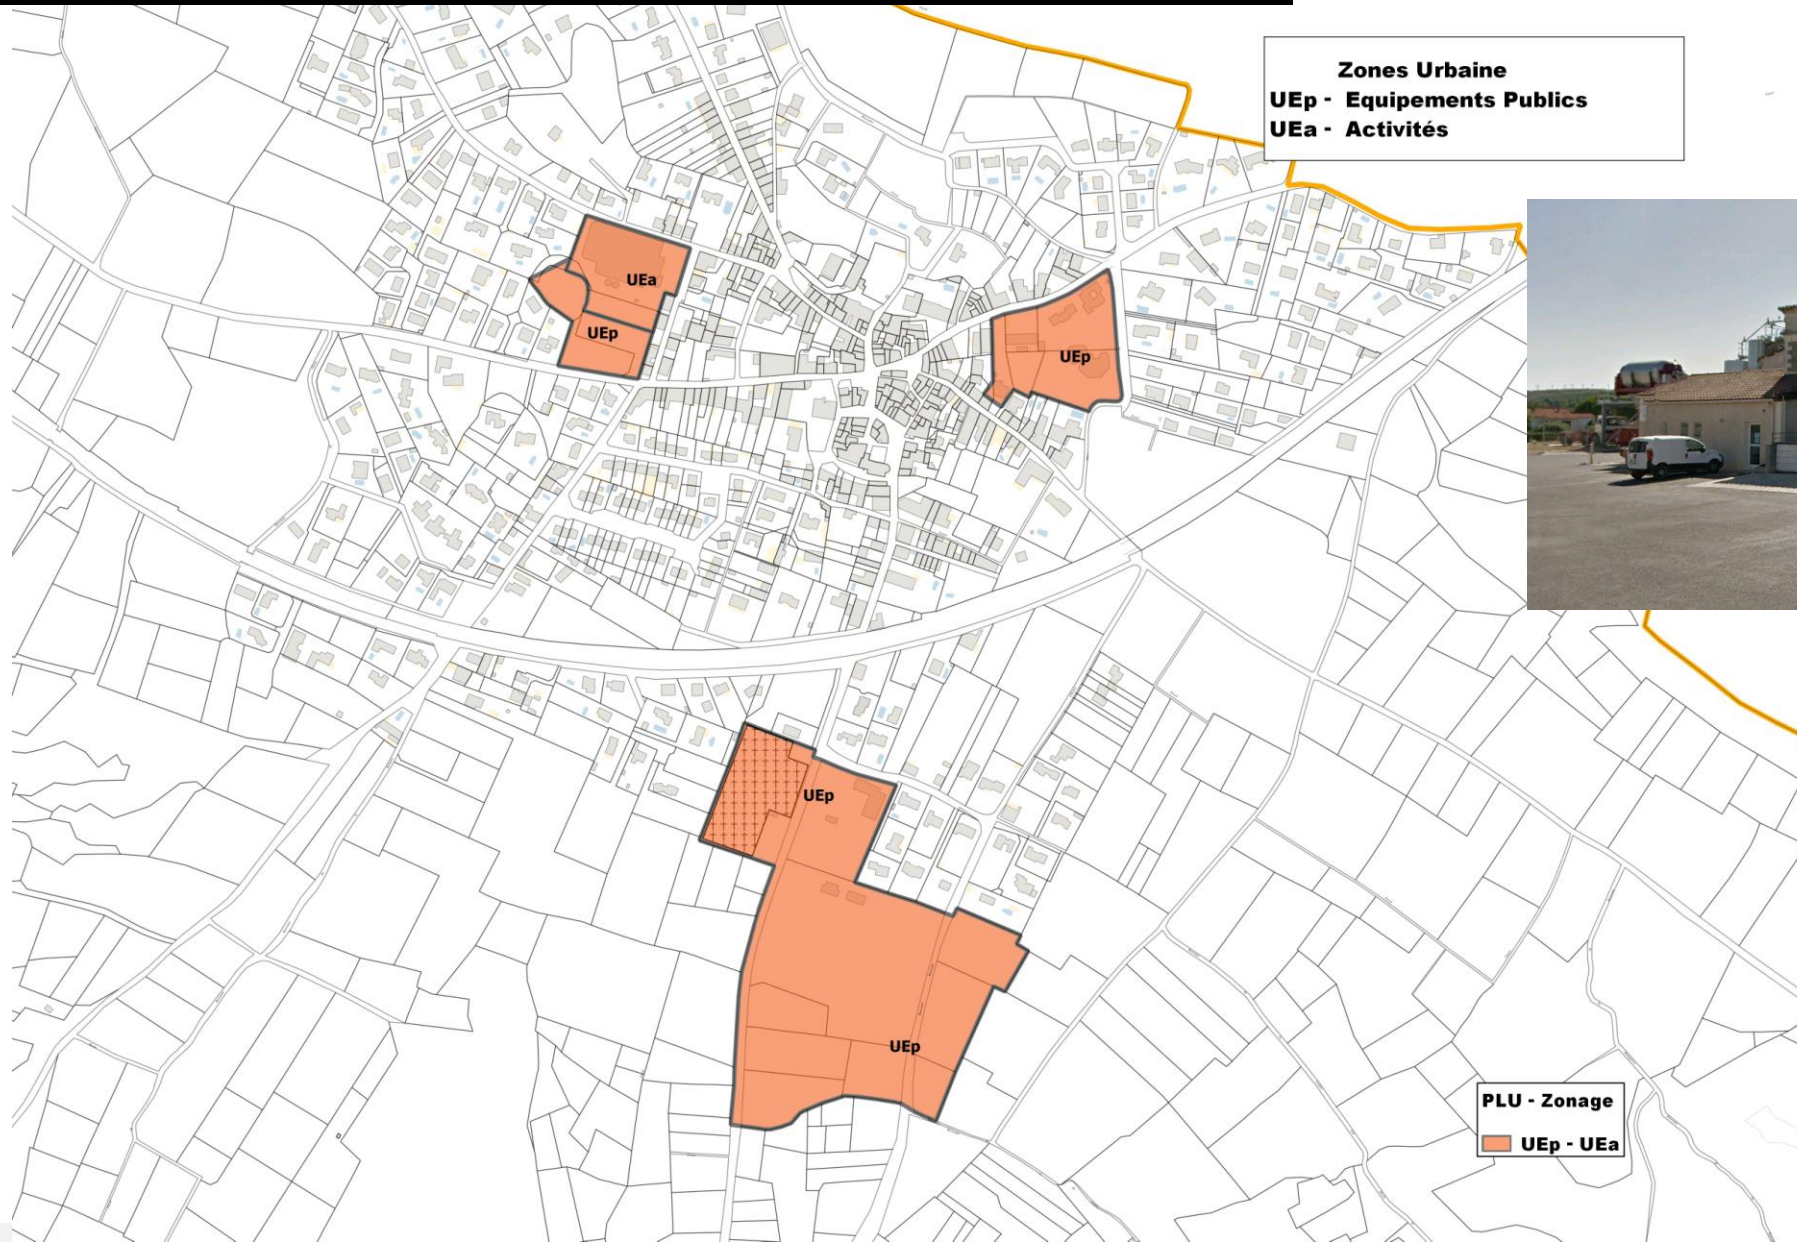 Zones Urbaine
UEp - Equipements Publics
UEa - Activités
UEa
UEp
UEp
UEp
UEp
PLU - Zonage
UEp - UEa